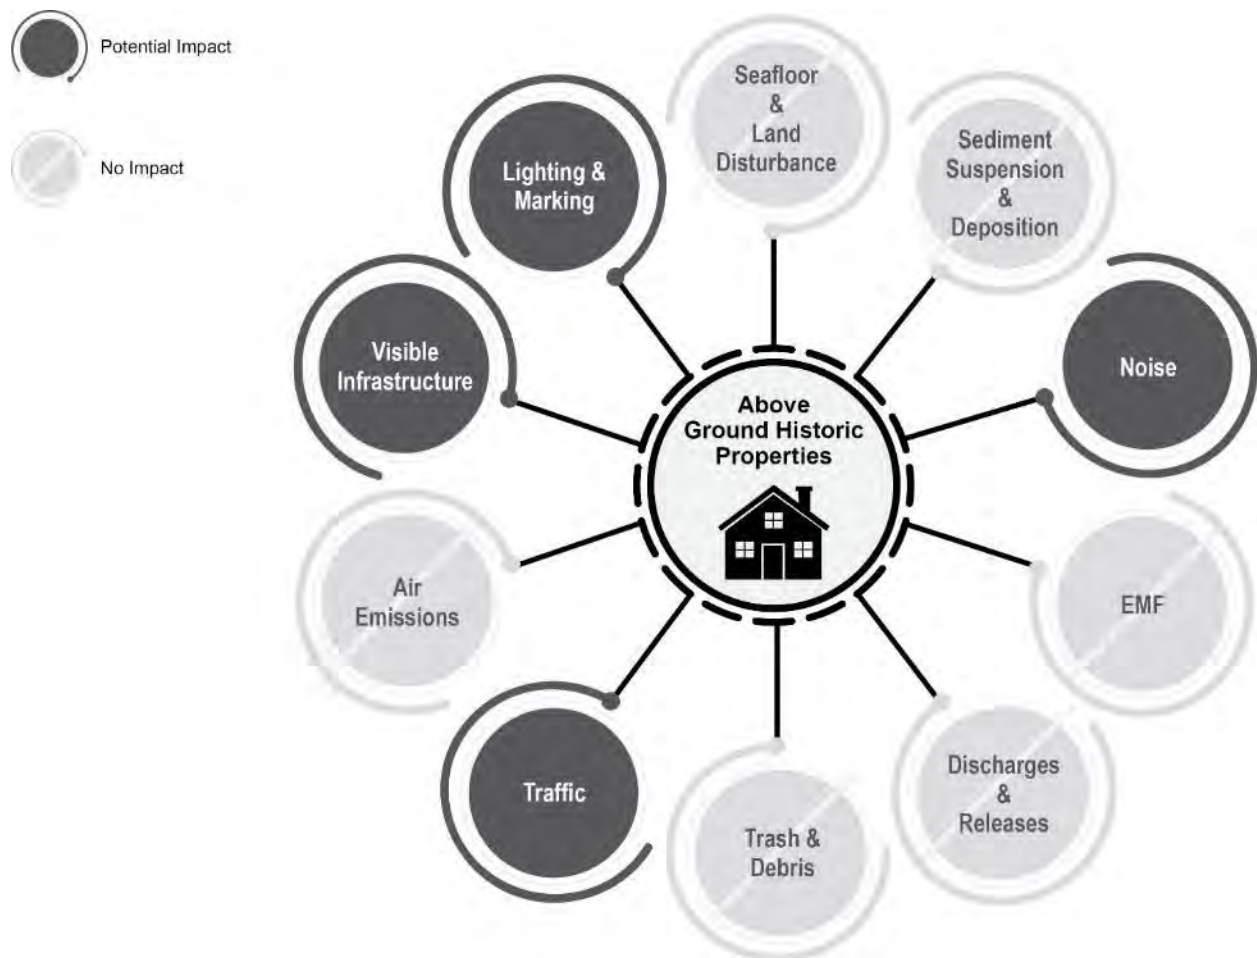 Potential Impact
No Impact
Seafloor
&
Land
Disturbance
Sediment
Suspension
&
Deposition
Lighting &
Marking
Noise
Visible
Infrastructure
Above
Ground Historic
Properties
Air
Emissions
EMF
Traffic
Discharges
&
Releases
Trash &
Debris